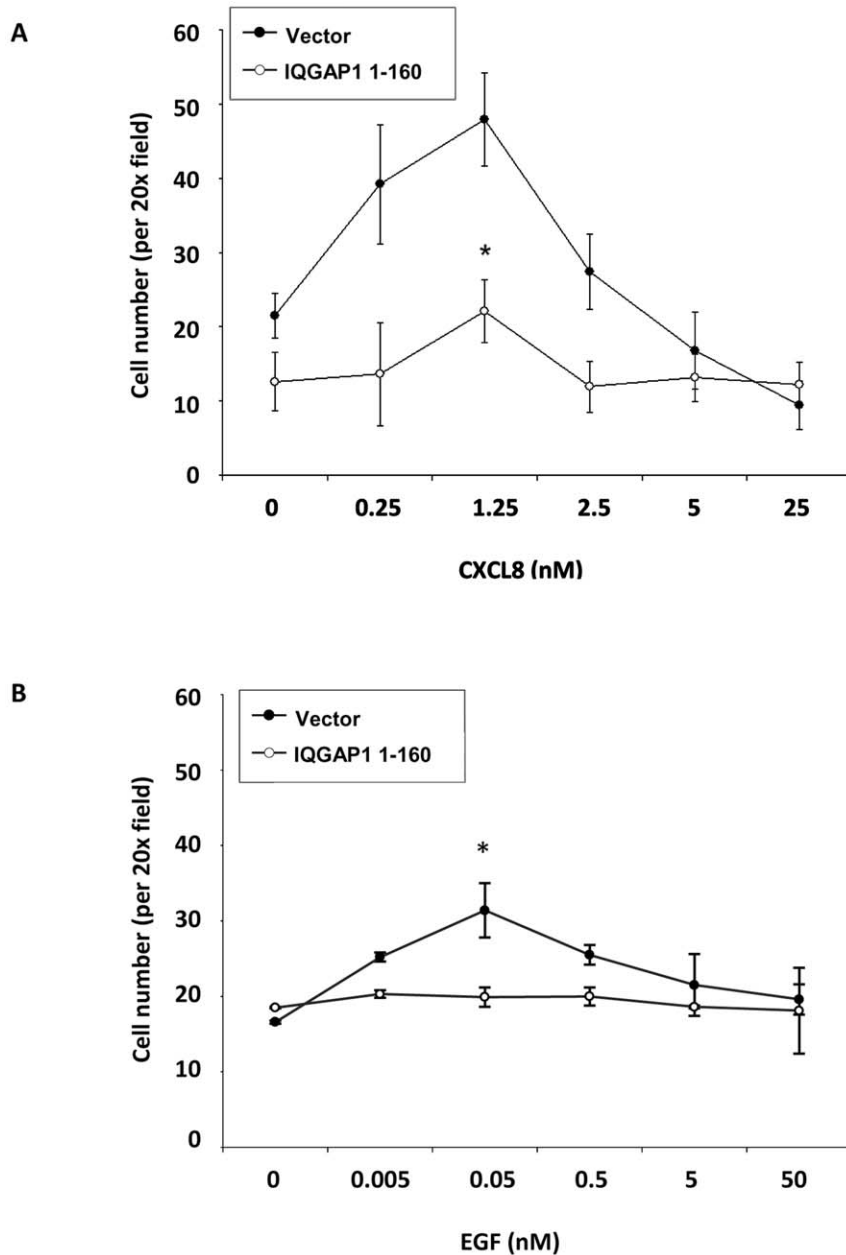 A
60
50
40
30
20
10
0
Cell number (per 20x field)
Vector
IQGAP1 1-160
*
0 0.25 1.25 2.5 5 25
CXCL8 (nM)
B
60
50
40
30
20
10
0
Cell number (per 20x field)
Vector
IQGAP1 1-160
*
0 0.005 0.05 0.5 5 50
EGF (nM)